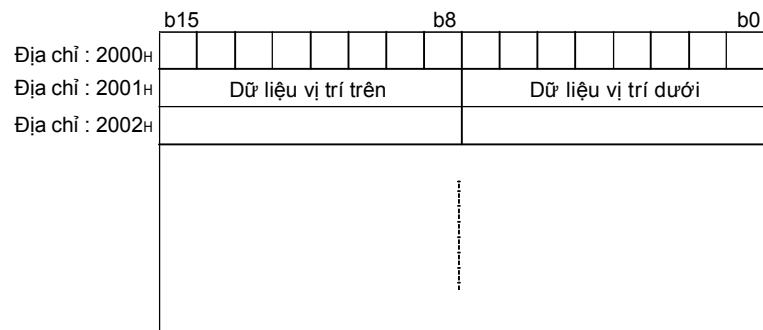 b15 b8 b0
Địa chỉ : 2000H
Địa chỉ : 2001H Dữ liệu vị trí trên Dữ liệu vị trí dưới
Địa chỉ : 2002H